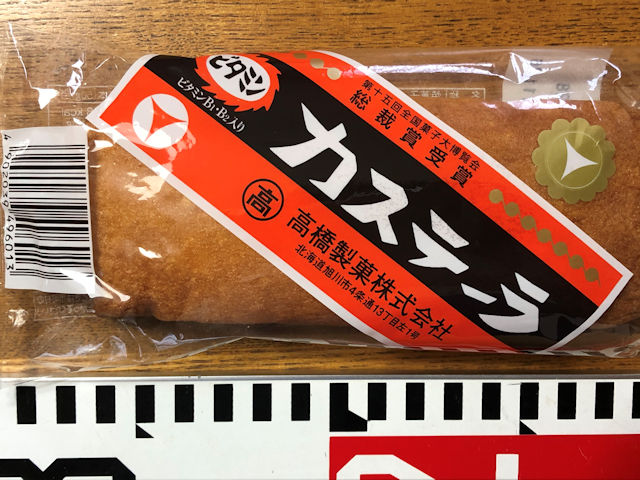 ビタミン
ビタミンB1・B2入り
第十五回全国菓子大博覧会
総裁賞受賞
カステーラ
高
高橋製菓株式会社
北海道旭川市4条通13丁目左1号
4 92039 496013